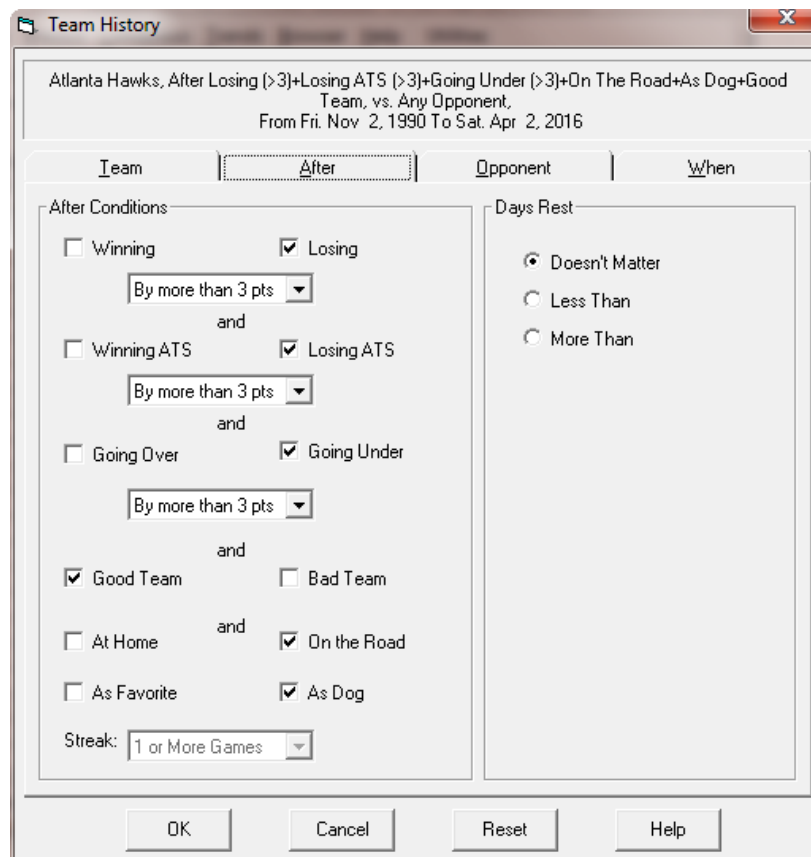 Team History
Atlanta Hawks, After Losing (>3)+Losing ATS (>3)+Going Under (>3)+On The Road+As Dog+Good
Team, vs. Any Opponent,
From Fri. Nov 2, 1990 To Sat. Apr 2, 2016
Team After Opponent When
After Conditions Days Rest
Winning Losing
By more than 3 pts
and
Winning ATS Losing ATS
By more than 3 pts
and
Going Over Going Under
By more than 3 pts
and
Good Team Bad Team
and
At Home On the Road
As Favorite As Dog
Streak: 1 or More Games
Doesn't Matter
Less Than
More Than
OK Cancel Reset Help